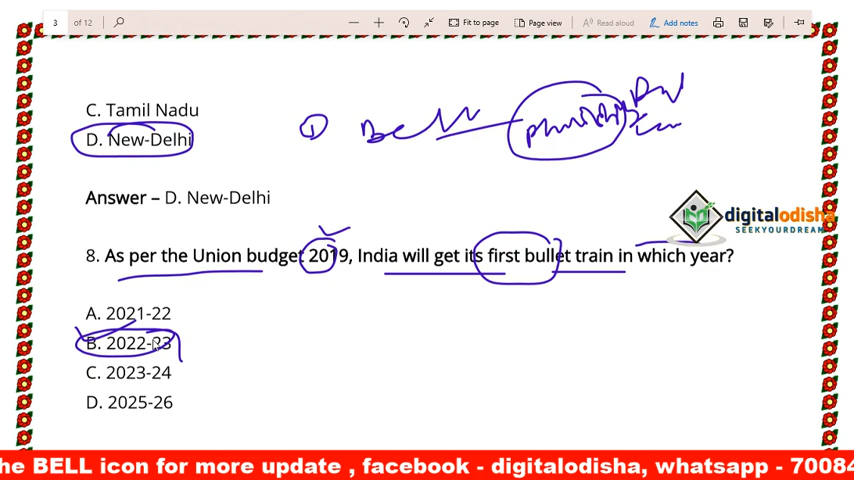 3 of 12 Fit to page Page view Read aloud Add notes
C. Tamil Nadu
D. New-Delhi
① Bell
Answer – D. New-Delhi
digitalodisha
SEEKYOURDREAM
8. As per the Union budget 2019, India will get its first bullet train in which year?
A. 2021-22
B. 2022-23
C. 2023-24
D. 2025-26
he BELL icon for more update , facebook - digitalodisha, whatsapp - 70084